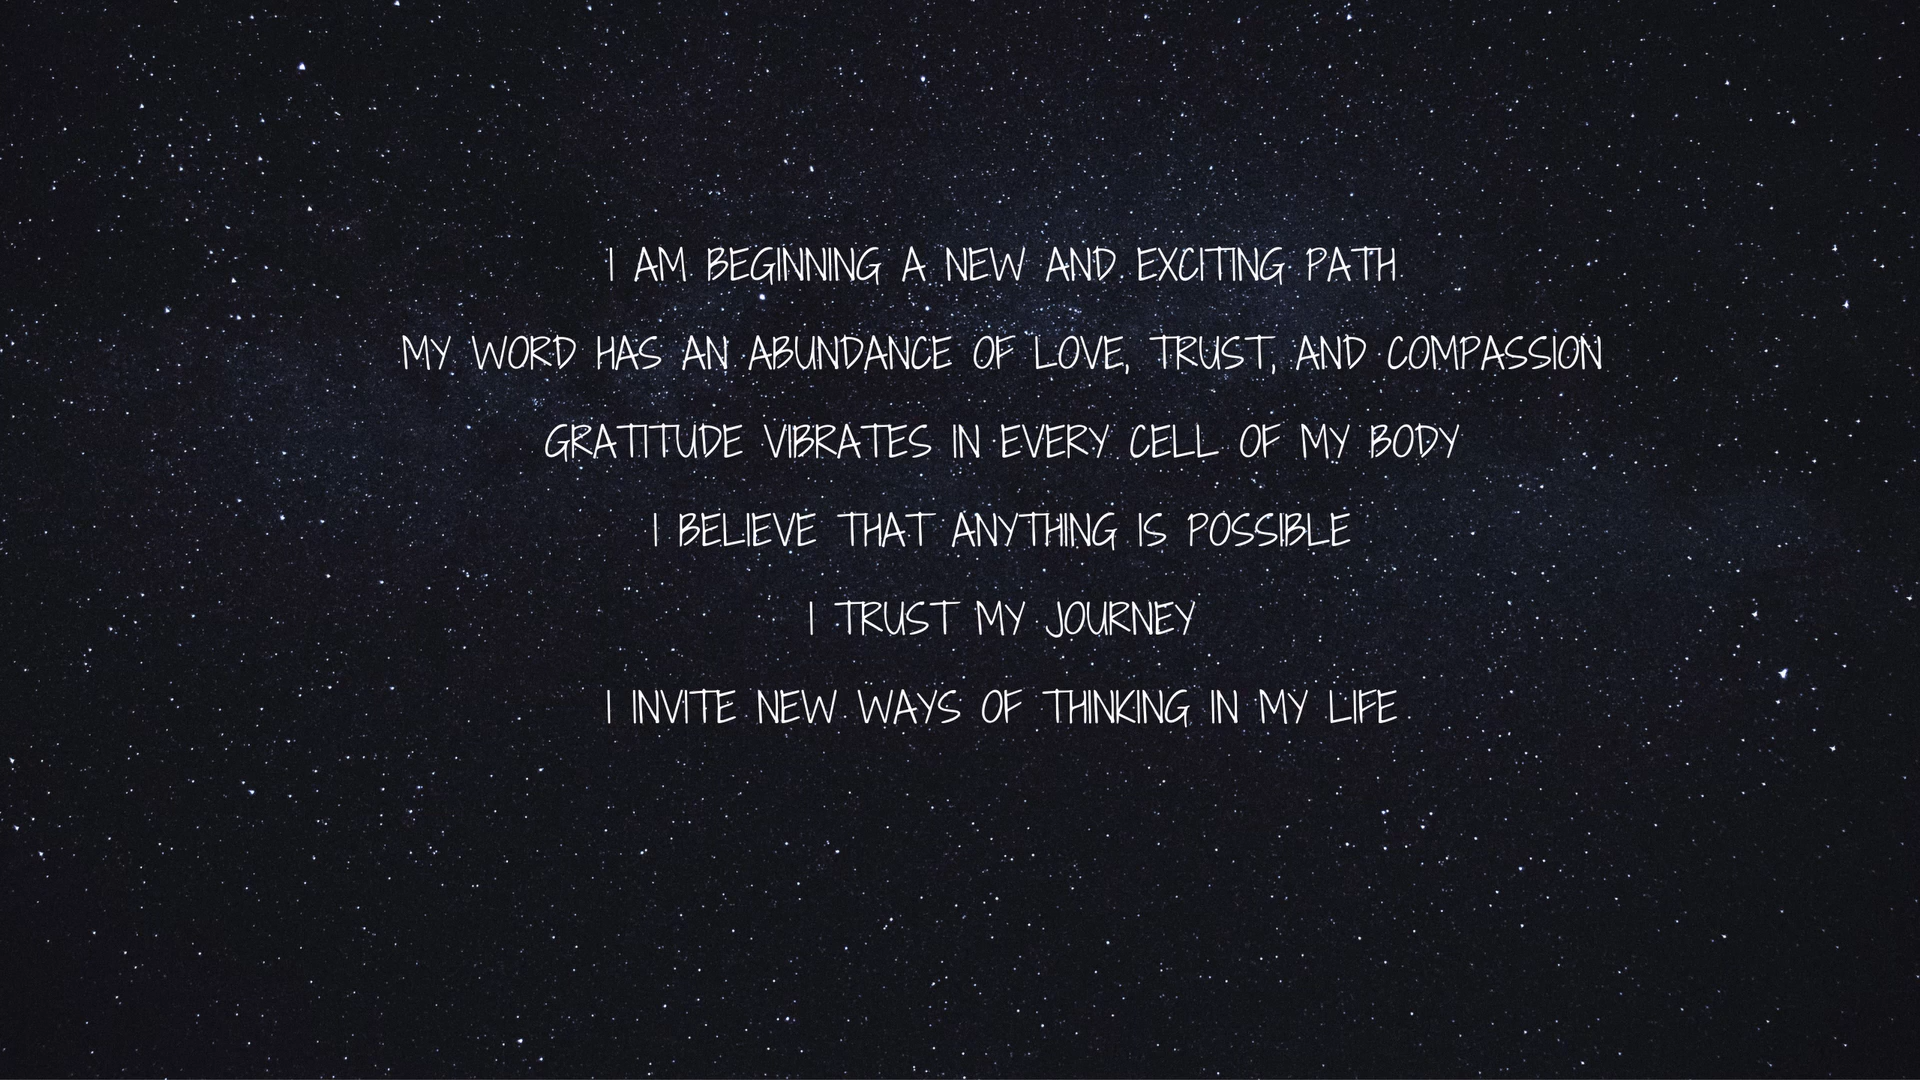 I AM BEGINNING A NEW AND EXCITING PATH
MY WORD HAS AN ABUNDANCE OF LOVE, TRUST, AND COMPASSION
GRATITUDE VIBRATES IN EVERY CELL OF MY BODY
I BELIEVE THAT ANYTHING IS POSSIBLE
I TRUST MY JOURNEY
I INVITE NEW WAYS OF THINKING IN MY LIFE